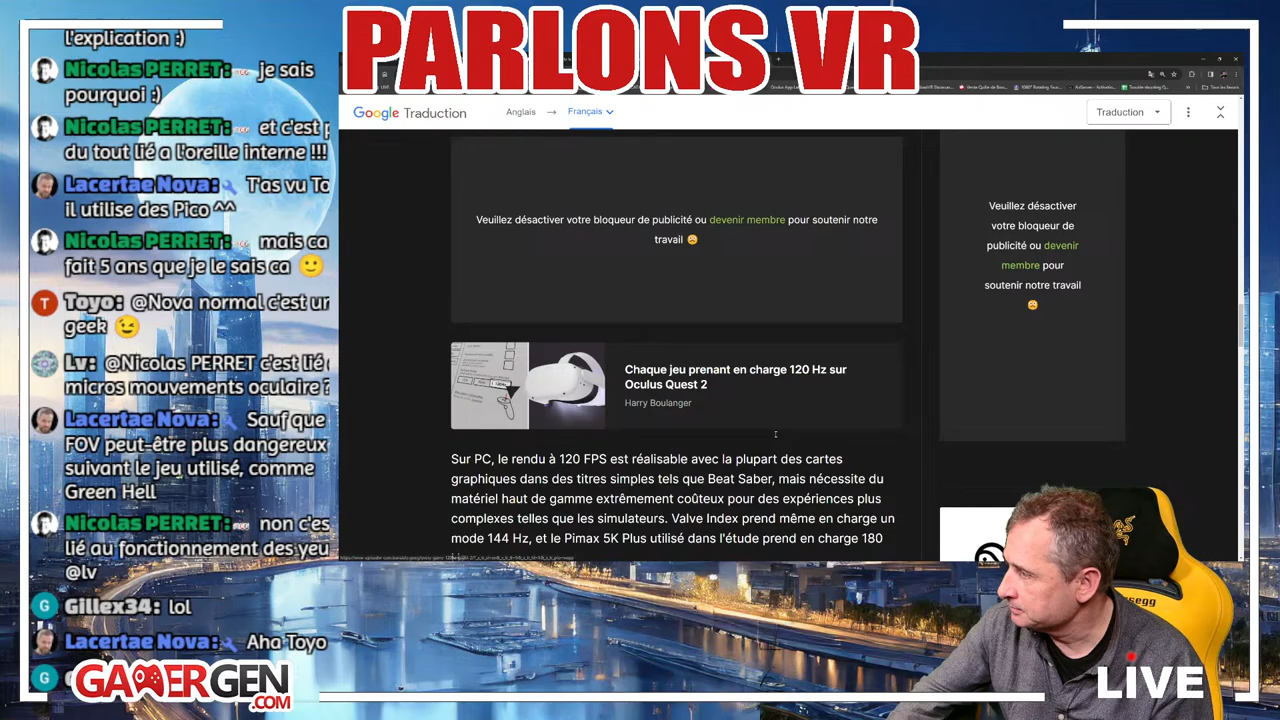 PARLONS VR
l'explication :)
Nicolas PERRET: je sais
pourquoi :)
Nicolas PERRET: et c'est
du tout lié a l'oreille interne !!!
Lacertae Nova: T'as vu To
il utilise des Pico ^^
Nicolas PERRET: mais ca
fait 5 ans que je le sais ca 🙂
Toyo: @Nova normal c'est un
geek 😉
Lv: @Nicolas PERRET c'est lié
micros mouvements oculaire ?
Lacertae Nova: Sauf que
FOV peut-être plus dangereux
suivant le jeu utilisé, comme
Green Hell
Nicolas PERRET: non c'es
lié au fonctionnement des yeu
@lv
Gillex34: lol
Lacertae Nova: Aha Toyo
G
GAMERGEN
.COM
Google Traduction
Anglais → Français
Traduction
Veuillez désactiver votre bloqueur de publicité ou devenir membre pour soutenir notre
travail ☹
Veuillez désactiver
votre bloqueur de
publicité ou devenir
membre pour
soutenir notre travail
☹
Chaque jeu prenant en charge 120 Hz sur
Oculus Quest 2
Harry Boulanger
Sur PC, le rendu à 120 FPS est réalisable avec la plupart des cartes
graphiques dans des titres simples tels que Beat Saber, mais nécessite du
matériel haut de gamme extrêmement coûteux pour des expériences plus
complexes telles que les simulateurs. Valve Index prend même en charge un
mode 144 Hz, et le Pimax 5K Plus utilisé dans l'étude prend en charge 180
LIVE